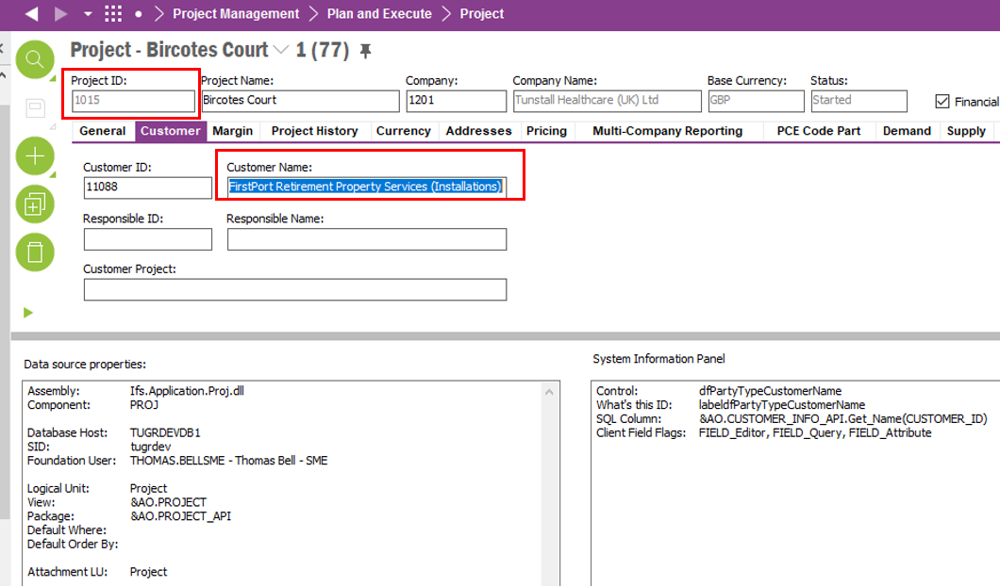 Project Management Plan and Execute Project
Project - Bircotes Court 1 (77)
Project ID: Project Name: Company: Company Name: Base Currency: Status:
1015 Bircotes Court 1201 Tunstall Healthcare (UK) Ltd GBP Started Financial
General Customer Margin Project History Currency Addresses Pricing Multi-Company Reporting PCE Code Part Demand Supply
Customer ID: Customer Name:
11088 FirstPort Retirement Property Services (Installations)
Responsible ID: Responsible Name:
Customer Project:
Data source properties:
Assembly: Ifs.Application.Proj.dll
Component: PROJ
Database Host: TUGRDEVDB1
SID: tugrdev
Foundation User: THOMAS.BELLSME - Thomas Bell - SME
Logical Unit: Project
View: &AO.PROJECT
Package: &AO.PROJECT_API
Default Where:
Default Order By:
Attachment LU: Project
System Information Panel
Control: dfPartyTypeCustomerName
What's this ID: labeldfPartyTypeCustomerName
SQL Column: &AO.CUSTOMER_INFO_API.Get_Name(CUSTOMER_ID)
Client Field Flags: FIELD_Editor, FIELD_Query, FIELD_Attribute